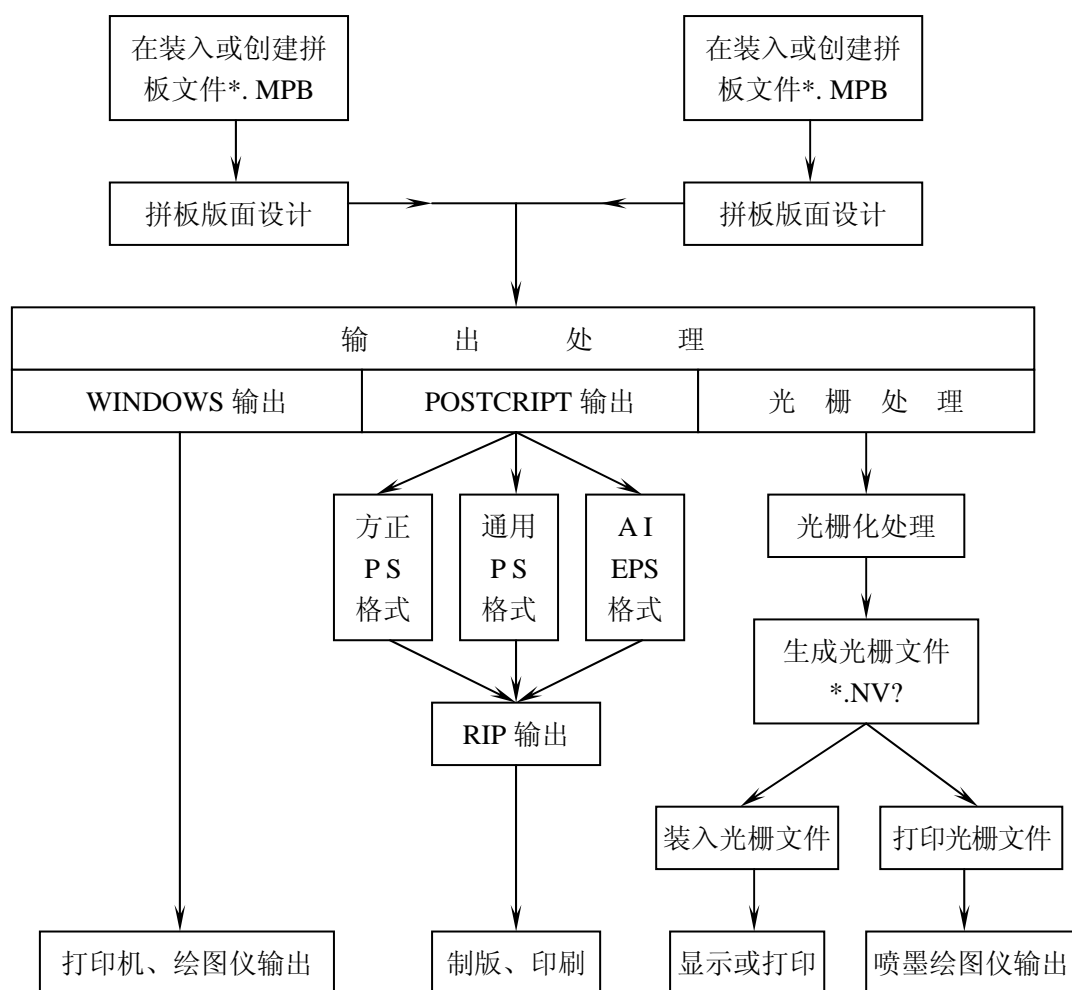 在装入或创建拼 在装入或创建拼
板文件*. MPB 板文件*. MPB
拼板版面设计 拼板版面设计
输 出 处 理
WINDOWS 输出 POSTCRIPT 输出 光 栅 处 理
方正 通用 A I 光栅化处理
P S P S EPS
格式 格式 格式
生成光栅文件
*.NV?
RIP 输出
装入光栅文件 打印光栅文件
打印机、绘图仪输出 制版、印刷 显示或打印 喷墨绘图仪输出